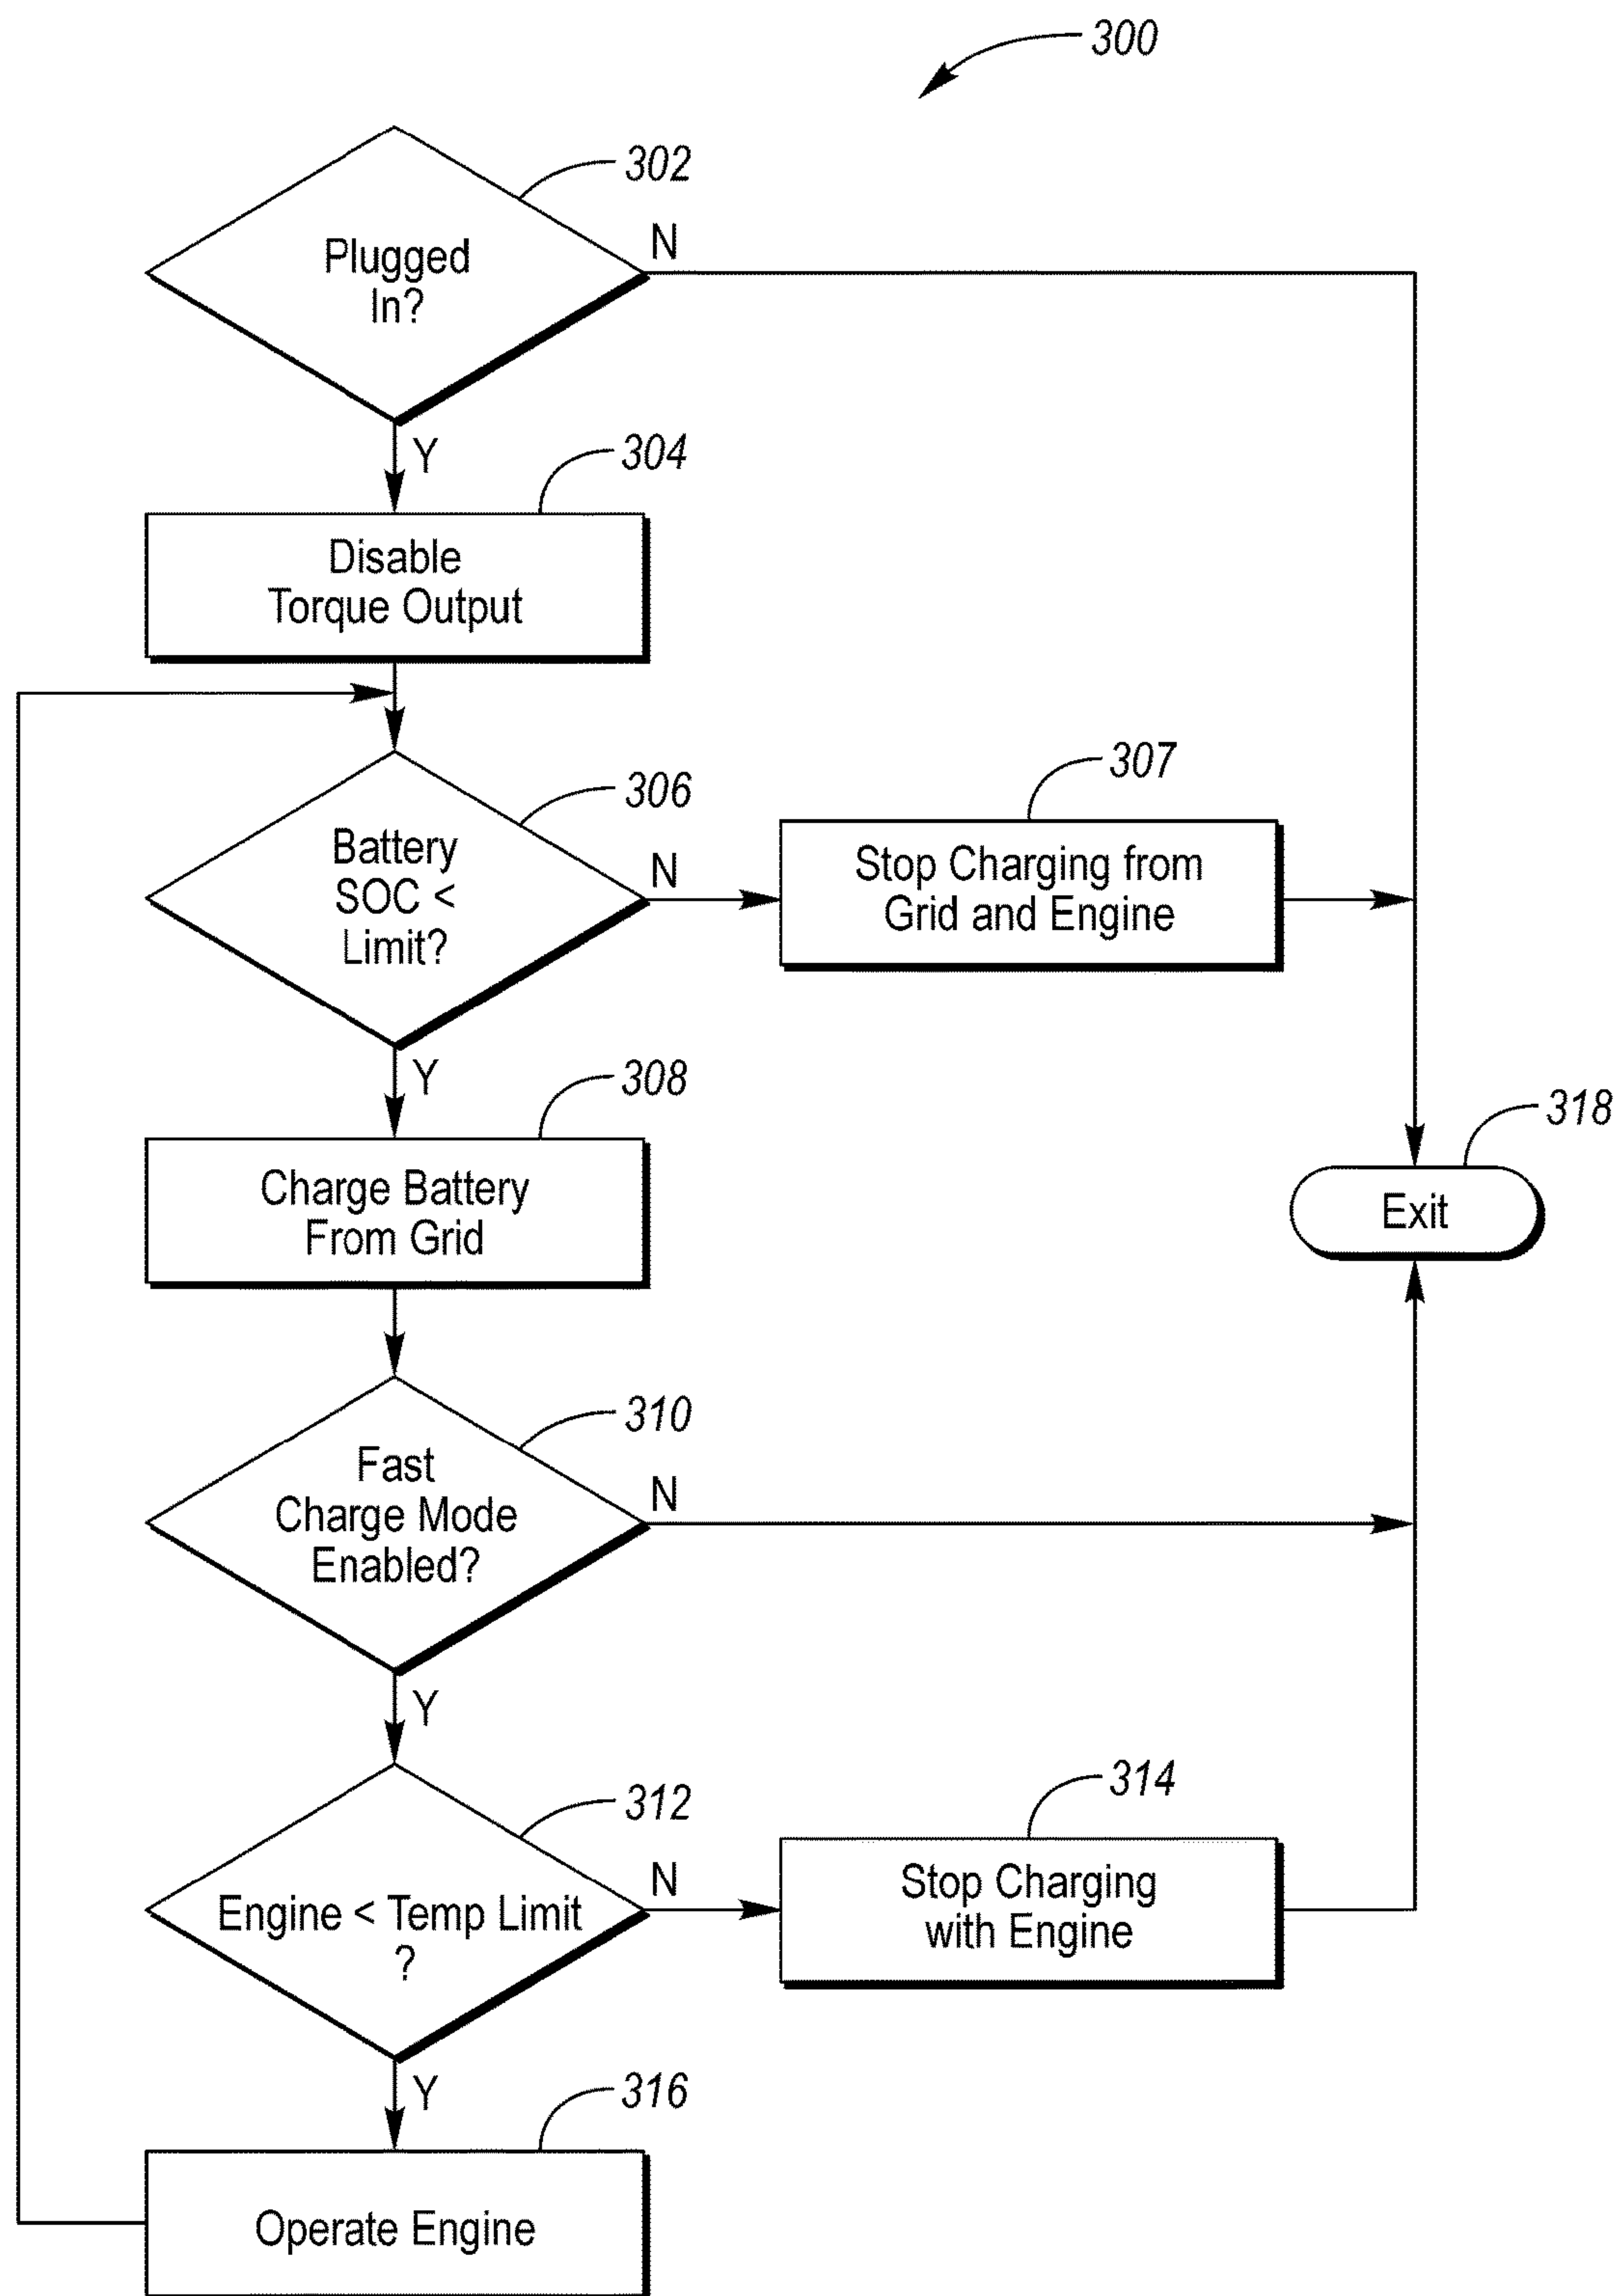 300
302
Plugged
In?
N
Y
304
Disable
Torque Output
306
Battery
SOC <
Limit?
N
307
Stop Charging from
Grid and Engine
Y
308
Charge Battery
From Grid
318
Exit
310
Fast
Charge Mode
Enabled?
N
Y
312
Engine < Temp Limit
?
N
314
Stop Charging
with Engine
Y
316
Operate Engine